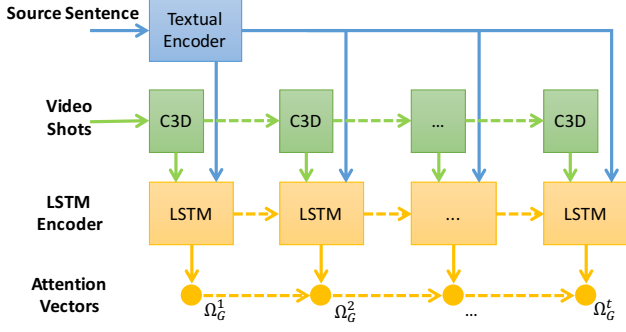 Source Sentence
Textual
Encoder
Video
Shots
C3D
C3D
...
C3D
LSTM
Encoder
LSTM
LSTM
...
LSTM
Attention
Vectors
Ω_G^1
Ω_G^2
...
Ω_G^t